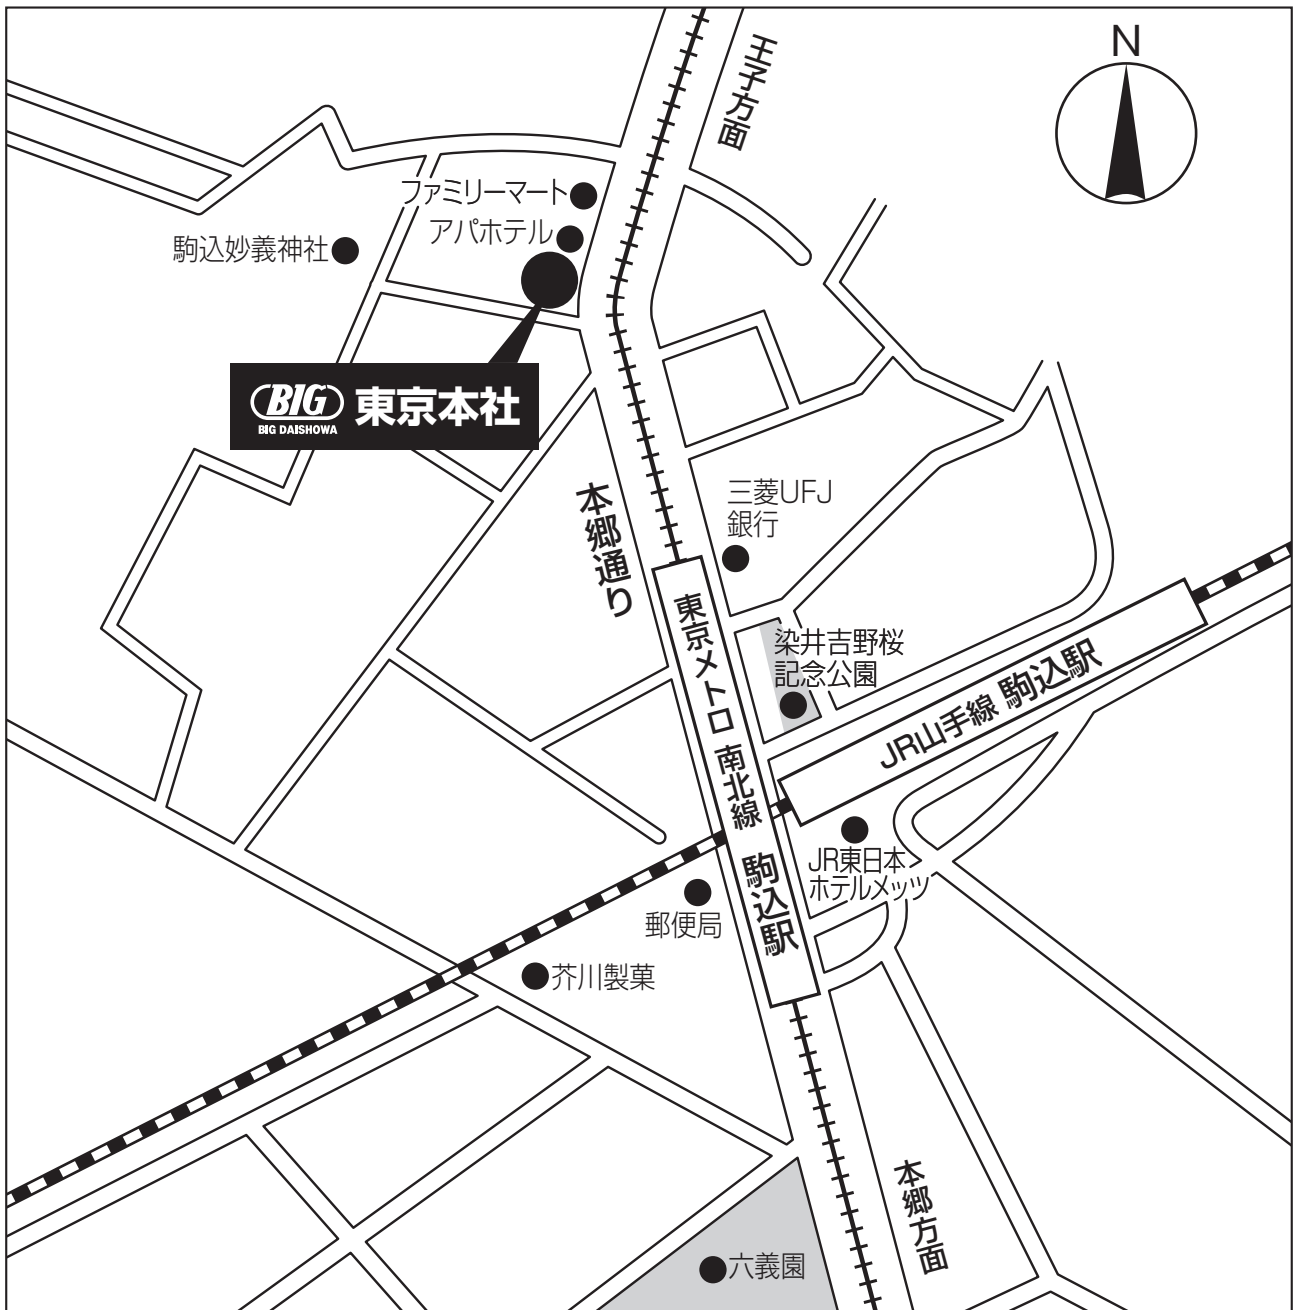 N
王子方面
ファミリーマート
アパホテル
駒込妙義神社
BIG
BIG DAISHOWA
東京本社
本郷通り
三菱UFJ
銀行
染井吉野桜
記念公園
東京メトロ 南北線 駒込駅
JR山手線 駒込駅
JR東日本
ホテルメッツ
郵便局
芥川製菓
本郷方面
六義園